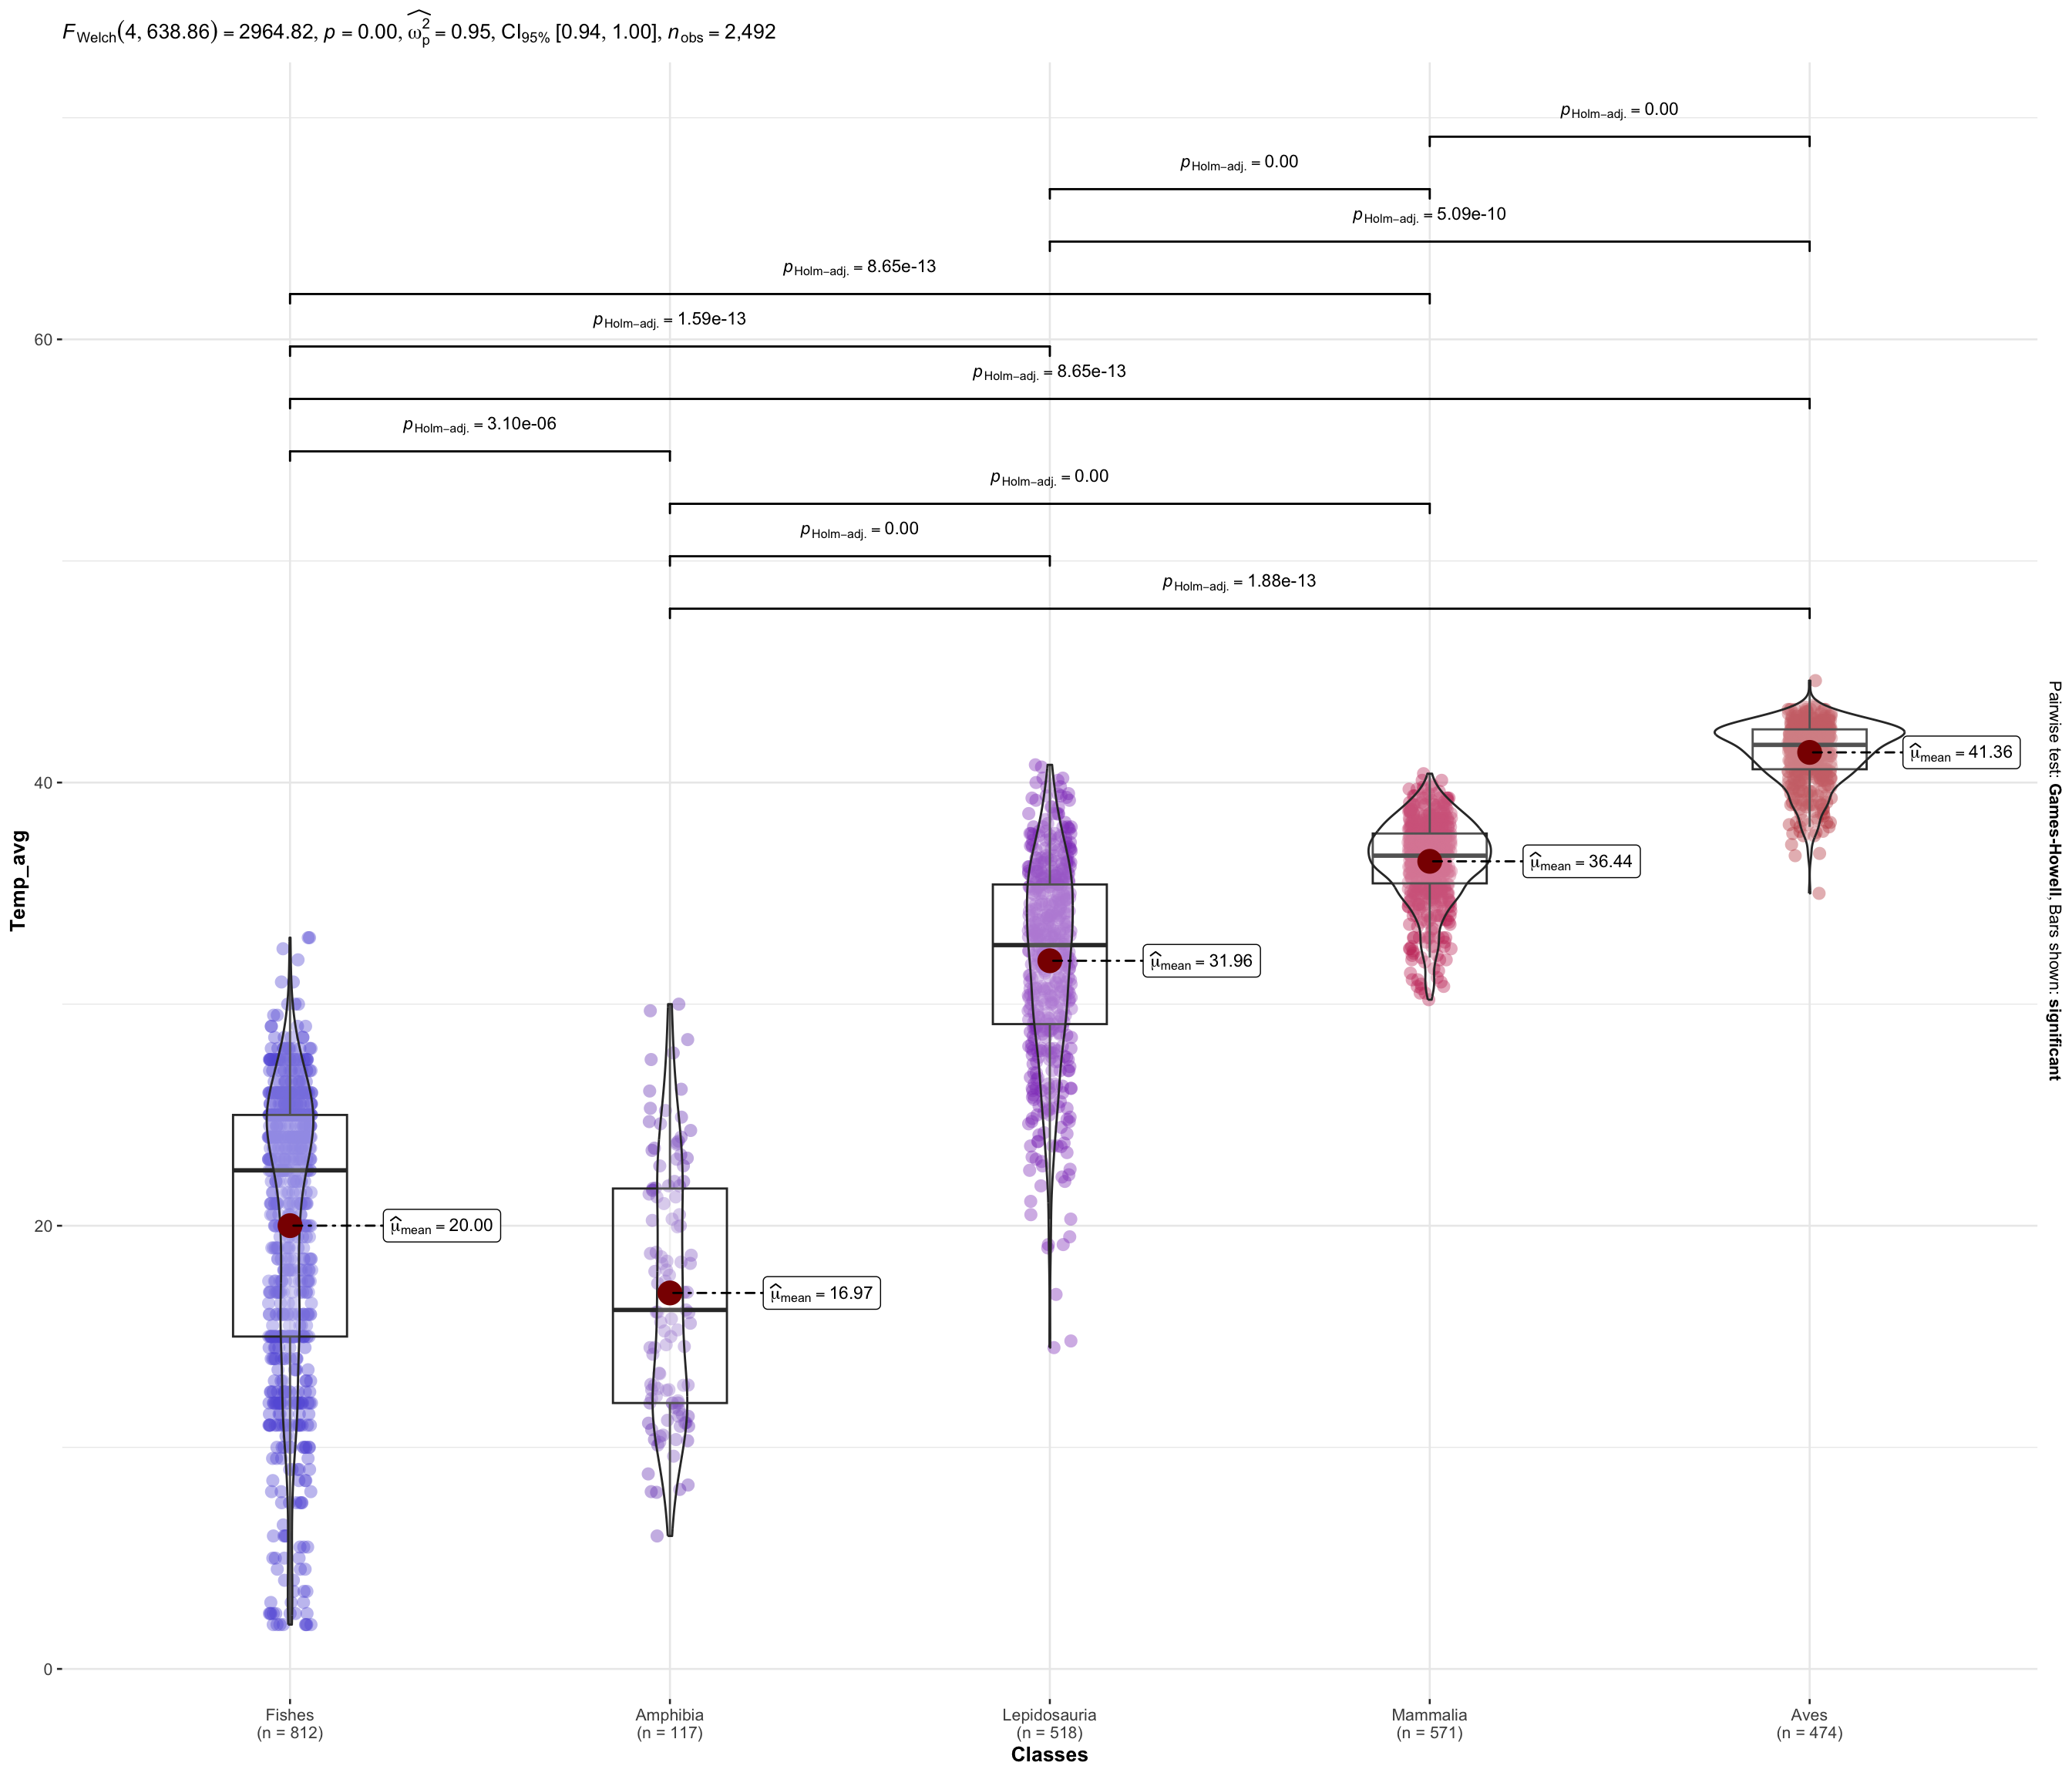 F Welch(4, 638.86) = 2964.82, p = 0.00, ω̂²p = 0.95, CI95% [0.94, 1.00], nobs = 2,492
pHolm−adj. = 0.00
pHolm−adj. = 0.00
pHolm−adj. = 5.09e-10
pHolm−adj. = 8.65e-13
pHolm−adj. = 1.59e-13
pHolm−adj. = 8.65e-13
pHolm−adj. = 3.10e-06
pHolm−adj. = 0.00
pHolm−adj. = 0.00
pHolm−adj. = 1.88e-13
60
40
20
0
Temp_avg
μ̂mean = 20.00
μ̂mean = 16.97
μ̂mean = 31.96
μ̂mean = 36.44
μ̂mean = 41.36
Pairwise test: Games-Howell, Bars shown: significant
Fishes
(n = 812)
Amphibia
(n = 117)
Lepidosauria
(n = 518)
Mammalia
(n = 571)
Aves
(n = 474)
Classes